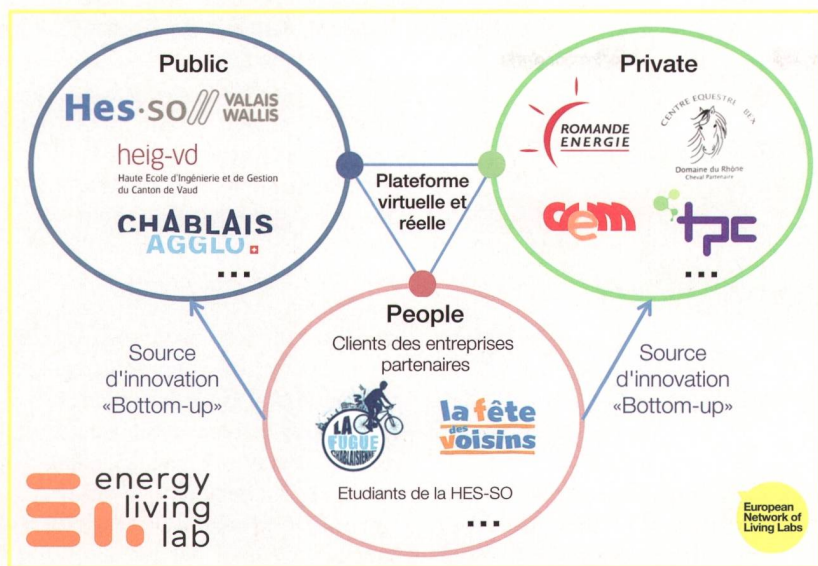 Public
Hes·so VALAIS
WALLIS
heig-vd
Haute Ecole d'Ingénierie et de Gestion
du Canton de Vaud
CHABLAIS
AGGLO
...
Private
ROMANDE
ENERGIE
CENTRE EQUESTRE BEX
Domaine du Rhône
Cheval Partenaire
cem
tpc
...
Plateforme
virtuelle et
réelle
People
Clients des entreprises
partenaires
LA
FUGUE
CHABLAISIENNE
la fête
des
voisins
Etudiants de la HES-SO
...
Source
d'innovation
«Bottom-up»
Source
d'innovation
«Bottom-up»
energy
living
lab
European
Network of
Living Labs